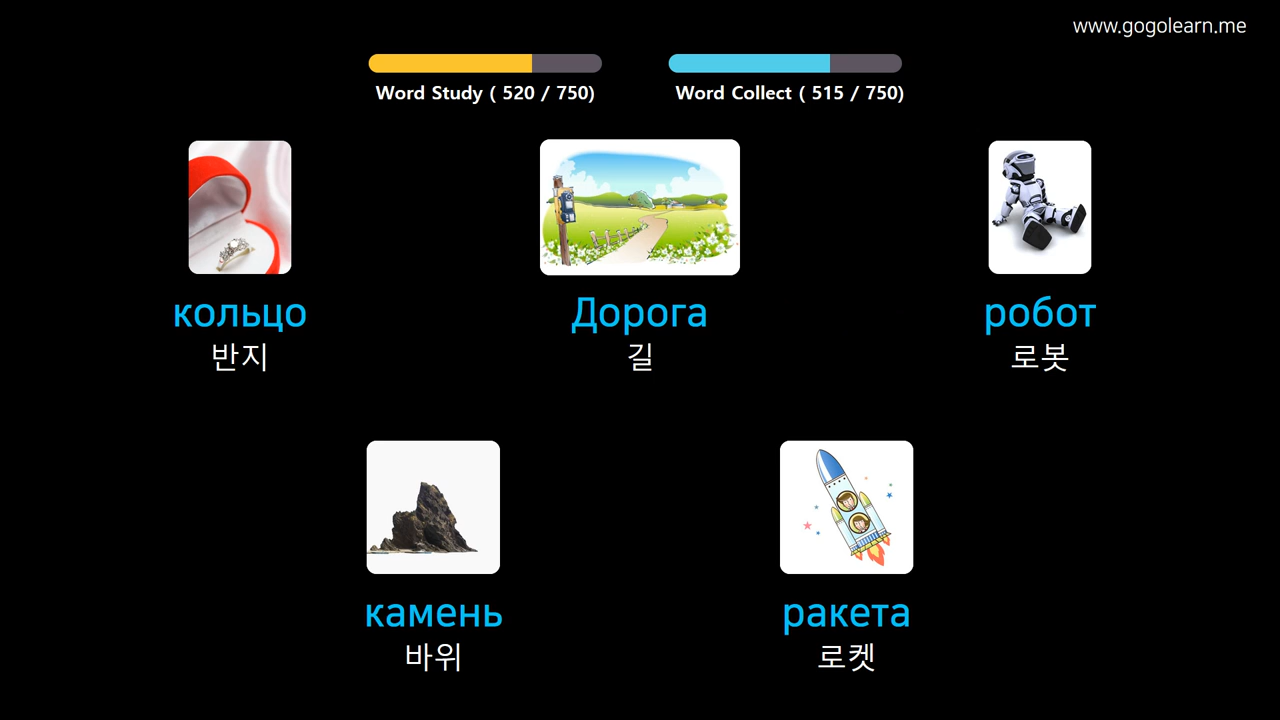 www.gogolearn.me
Word Study ( 520 / 750)
Word Collect ( 515 / 750)
кольцо
반지
Дорога
길
робот
로봇
камень
바위
ракета
로켓